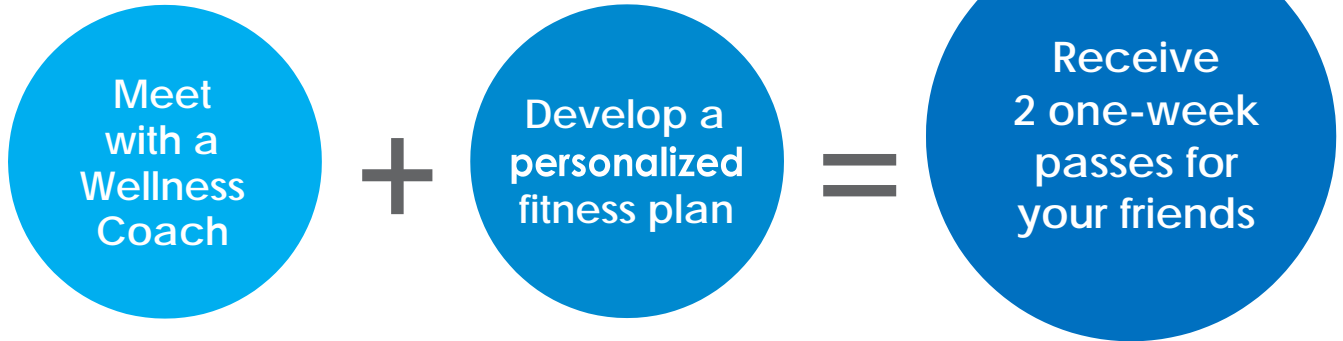 Meet
with a
Wellness
Coach
+
Develop a
personalized
fitness plan
=
Receive
2 one-week
passes for
your friends